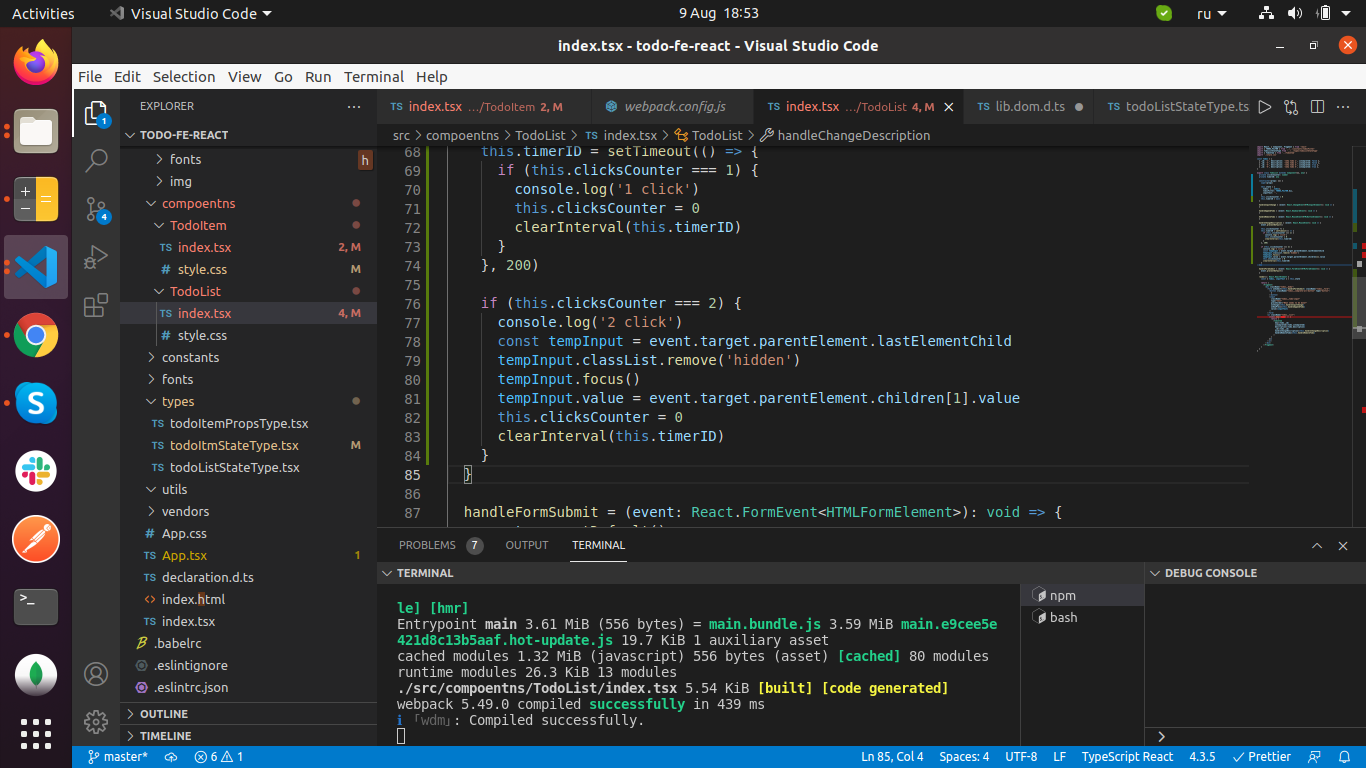 Activities
Visual Studio Code
9 Aug 18:53
ru
index.tsx - todo-fe-react - Visual Studio Code
File Edit Selection View Go Run Terminal Help
EXPLORER
TODO-FE-REACT
fonts
h
img
compoentns
TodoItem
TS index.tsx 2, M
# style.css M
TodoList
TS index.tsx 4, M
# style.css
constants
fonts
types
TS todoItemPropsType.tsx
TS todoItmStateType.tsx M
TS todoListStateType.tsx
utils
vendors
# App.css
TS App.tsx 1
TS declaration.d.ts
<> index.html
TS index.tsx
.babelrc
.eslintignore
.eslintrc.json
OUTLINE
TIMELINE
1
4
TS index.tsx .../TodoItem 2, M
webpack.config.js
TS index.tsx .../TodoList 4, M
TS lib.dom.d.ts
TS todoListStateType.ts
src > compoentns > TodoList > TS index.tsx > TodoList > handleChangeDescription
68 this.timerID = setTimeout(() => {
69 if (this.clicksCounter === 1) {
70 console.log('1 click')
71 this.clicksCounter = 0
72 clearInterval(this.timerID)
73 }
74 }, 200)
75
76 if (this.clicksCounter === 2) {
77 console.log('2 click')
78 const tempInput = event.target.parentElement.lastElementChild
79 tempInput.classList.remove('hidden')
80 tempInput.focus()
81 tempInput.value = event.target.parentElement.children[1].value
82 this.clicksCounter = 0
83 clearInterval(this.timerID)
84 }
85 }
86
87 handleFormSubmit = (event: React.FormEvent<HTMLFormElement>): void => {
PROBLEMS 7 OUTPUT TERMINAL
TERMINAL
le] [hmr]
Entrypoint main 3.61 MiB (556 bytes) = main.bundle.js 3.59 MiB main.e9cee5e
421d8c13b5aaf.hot-update.js 19.7 KiB 1 auxiliary asset
cached modules 1.32 MiB (javascript) 556 bytes (asset) [cached] 80 modules
runtime modules 26.3 KiB 13 modules
./src/compoentns/TodoList/index.tsx 5.54 KiB [built] [code generated]
webpack 5.49.0 compiled successfully in 439 ms
ℹ 「wdm」: Compiled successfully.
npm
bash
DEBUG CONSOLE
master* 6 1
Ln 85, Col 4 Spaces: 4 UTF-8 LF TypeScript React 4.3.5 Prettier